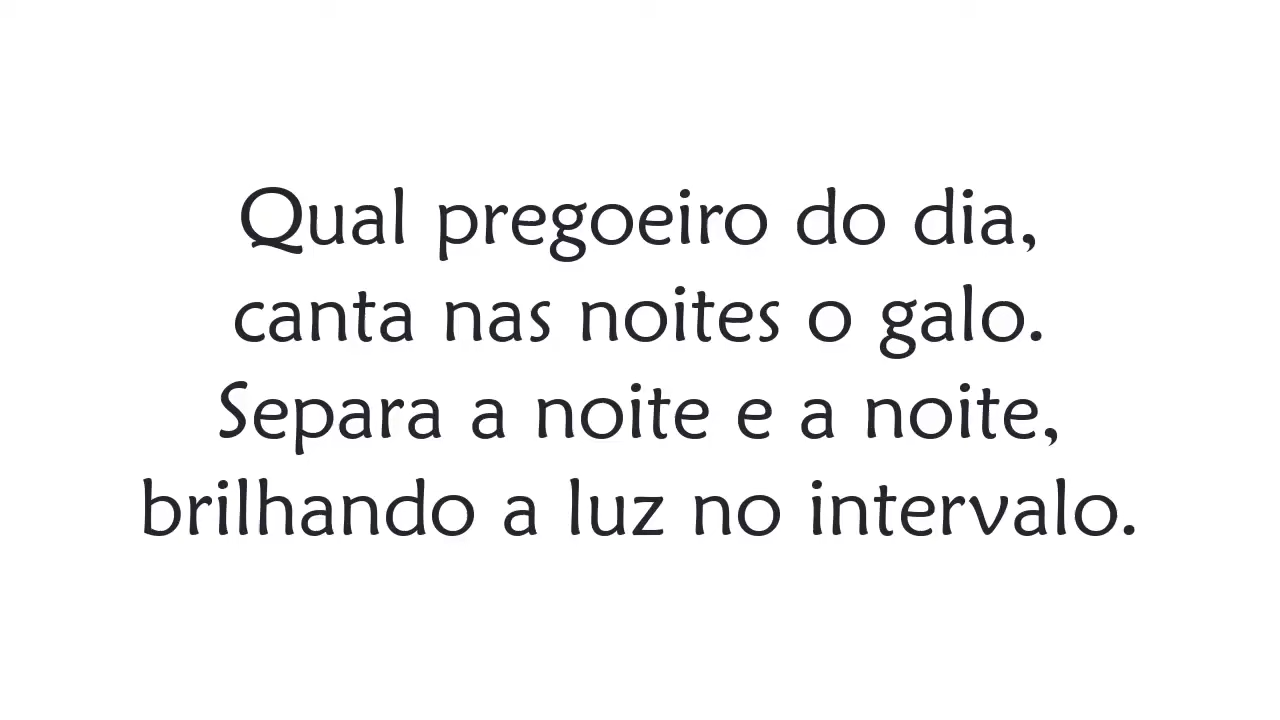 Qual pregoeiro do dia,
canta nas noites o galo.
Separa a noite e a noite,
brilhando a luz no intervalo.